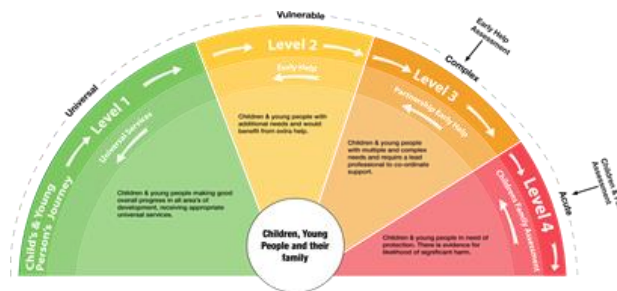 Universal
Vulnerable
Complex
Acute
Early Help
Assessment
Children &
Assessment
Child's & Young
Person's Journey
Level 1
Universal Services
Children & young people making good
overall progress in all area's of
development, receiving appropriate
universal services.
Level 2
Early Help
Children & young people with
additional needs and would
benefit from extra help.
Level 3
Partnership Early Help
Children & young people
with multiple and complex
needs and require a lead
professional to co-ordinate
support.
Level 4
Childrens Family Assessment
Children & young people in need of
protection. There is evidence for
likelihood of significant harm.
Children, Young
People and their
family